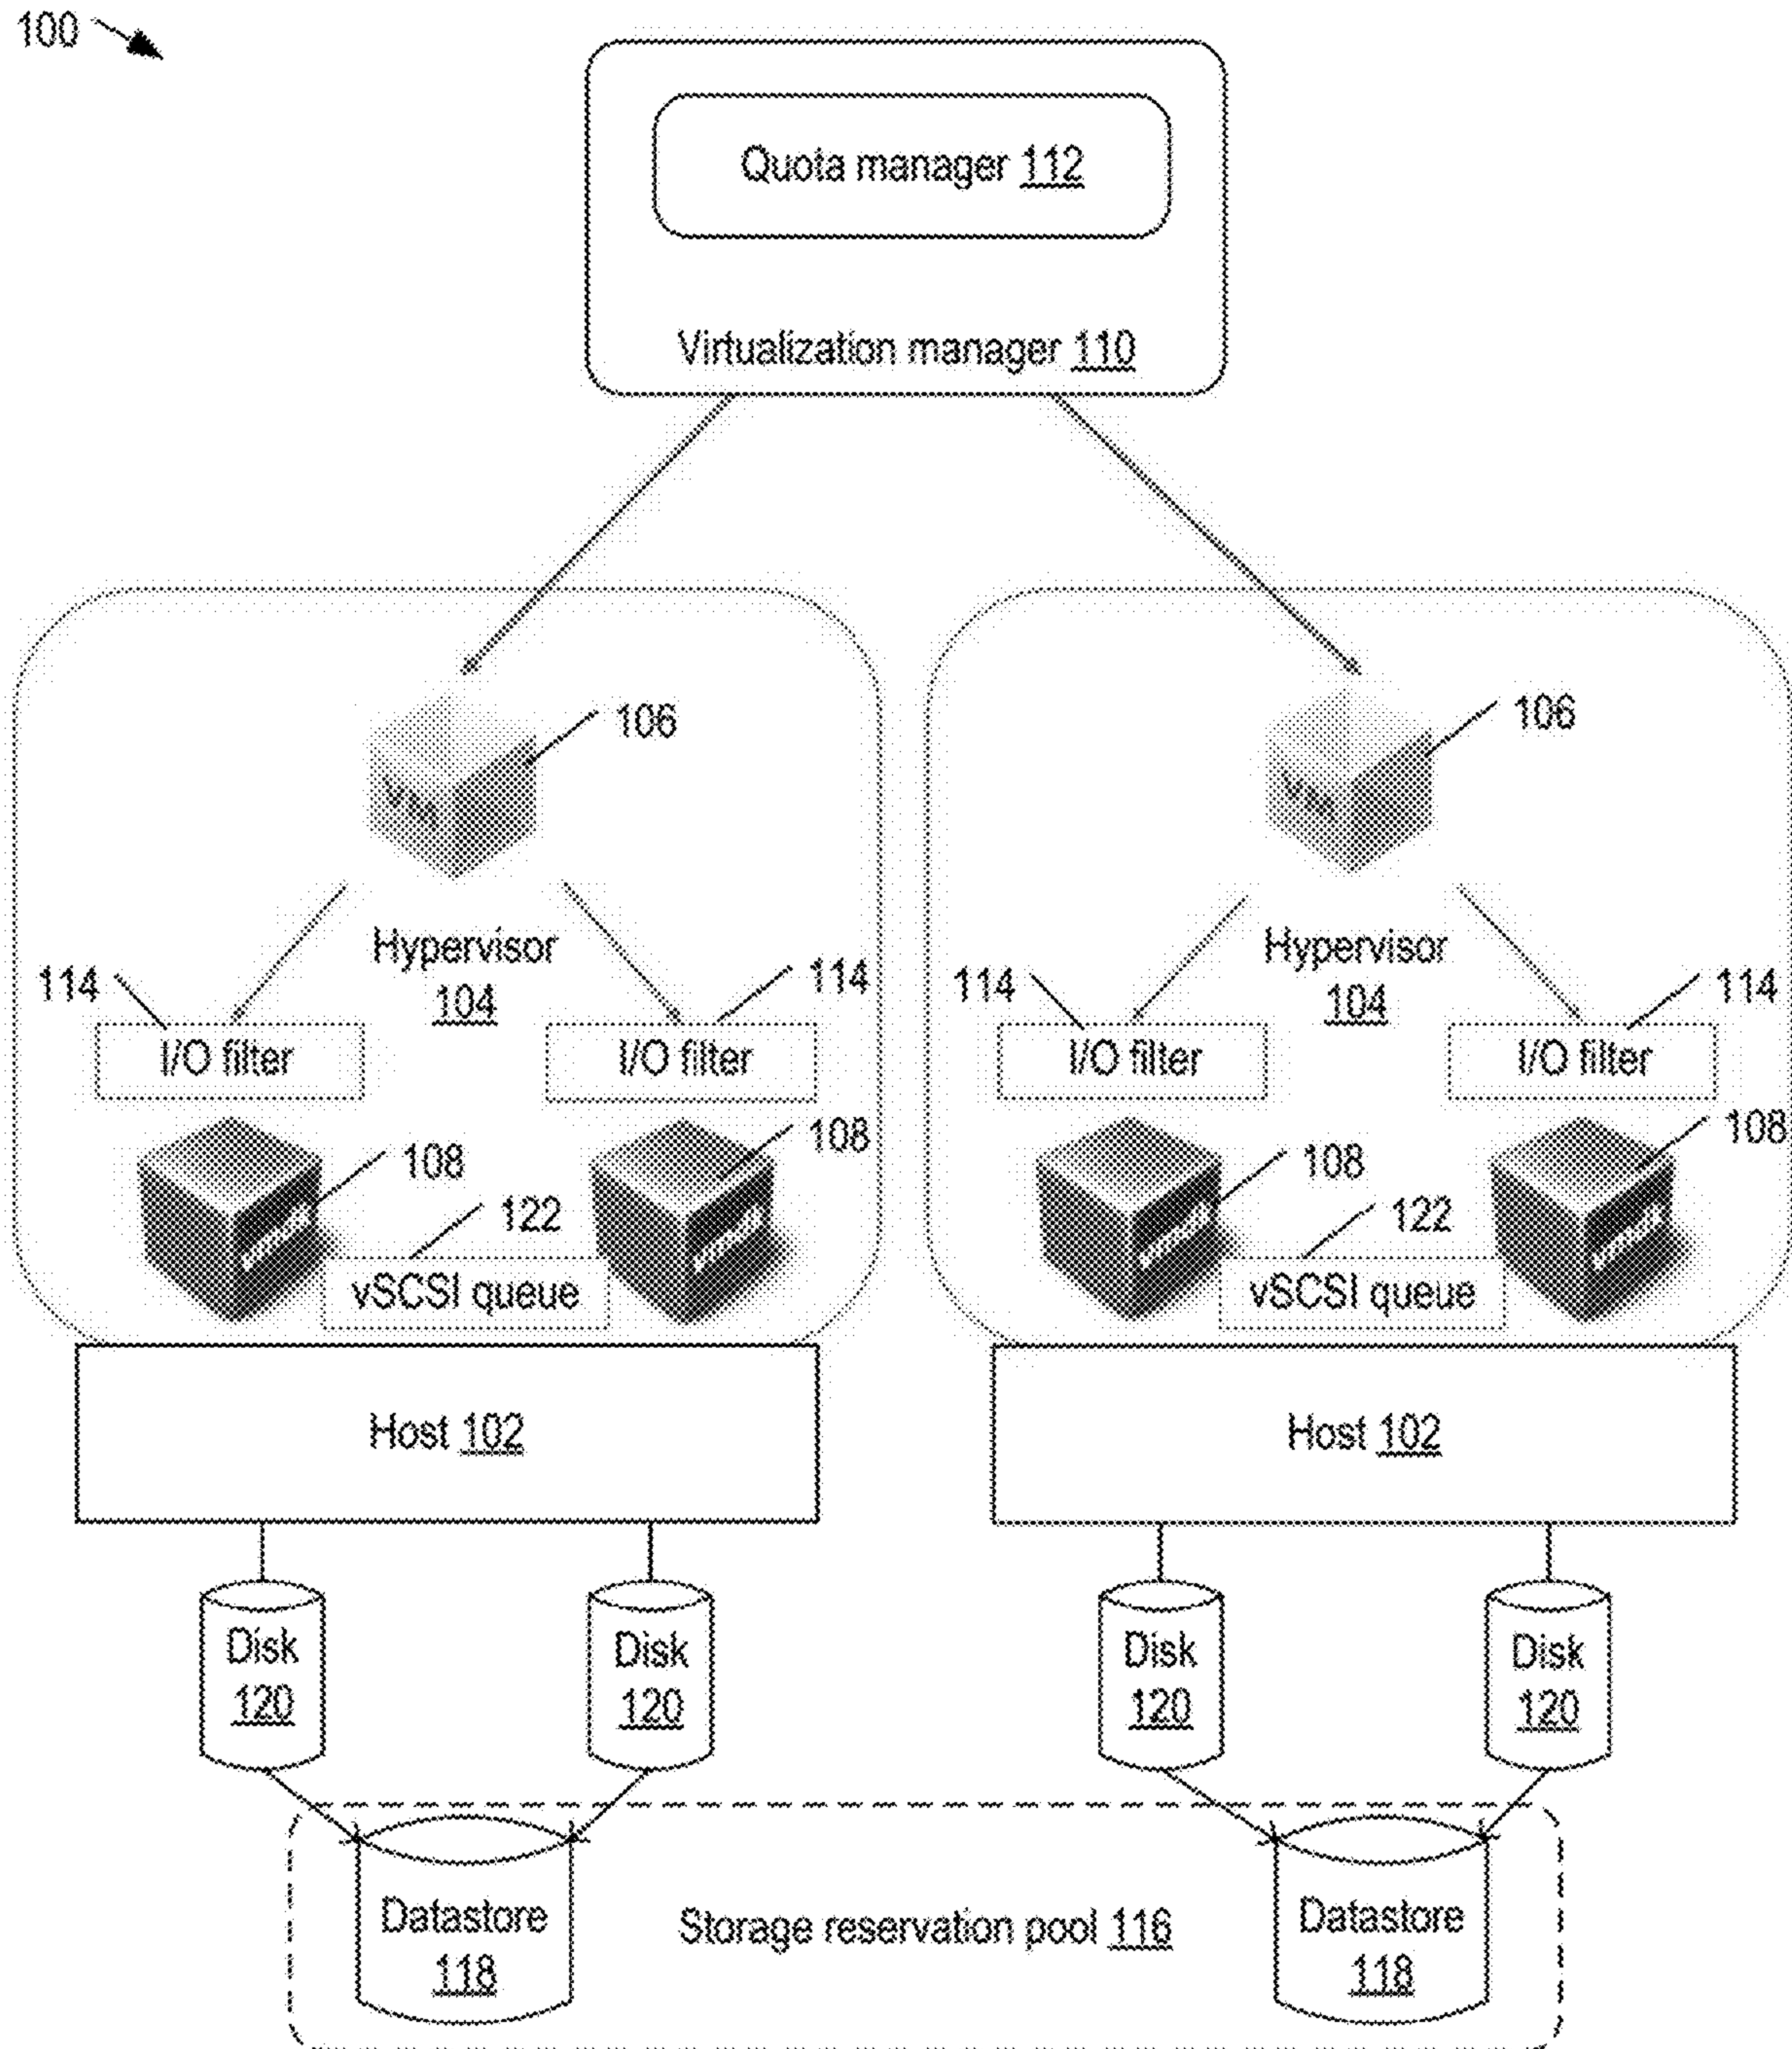 100
Quota manager 112
Virtualization manager 110
106
106
Hypervisor
104
Hypervisor
104
114
114
114
114
I/O filter
I/O filter
I/O filter
I/O filter
108
108
108
108
122
122
vSCSI queue
vSCSI queue
Host 102
Host 102
Disk
120
Disk
120
Disk
120
Disk
120
Datastore
118
Storage reservation pool 116
Datastore
118